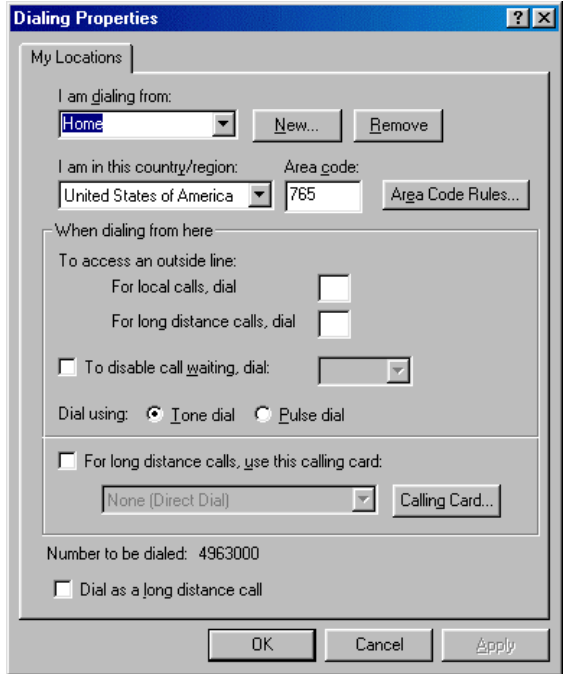 Dialing Properties
My Locations
I am dialing from:
Home
New...
Remove
I am in this country/region:
Area code:
United States of America
765
Area Code Rules...
When dialing from here
To access an outside line:
For local calls, dial
For long distance calls, dial
To disable call waiting, dial:
Dial using:
Tone dial
Pulse dial
For long distance calls, use this calling card:
None (Direct Dial)
Calling Card...
Number to be dialed: 4963000
Dial as a long distance call
OK
Cancel
Apply